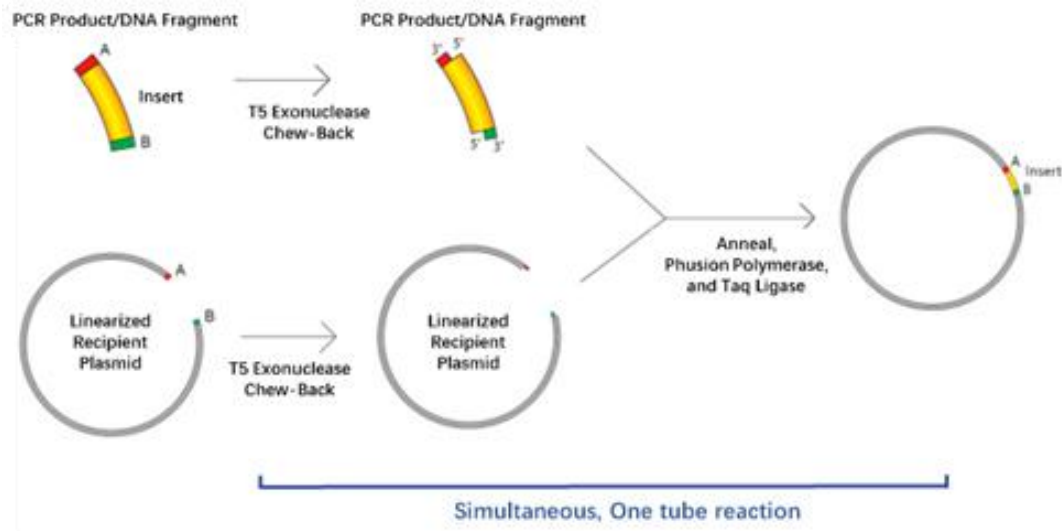 PCR Product/DNA Fragment
A
Insert
B
T5 Exonuclease
Chew-Back
PCR Product/DNA Fragment
3' 5'
5' 3'
A
B
Linearized
Recipient
Plasmid
T5 Exonuclease
Chew-Back
Linearized
Recipient
Plasmid
Anneal,
Phusion Polymerase,
and Taq Ligase
A
Insert
B
Simultaneous, One tube reaction